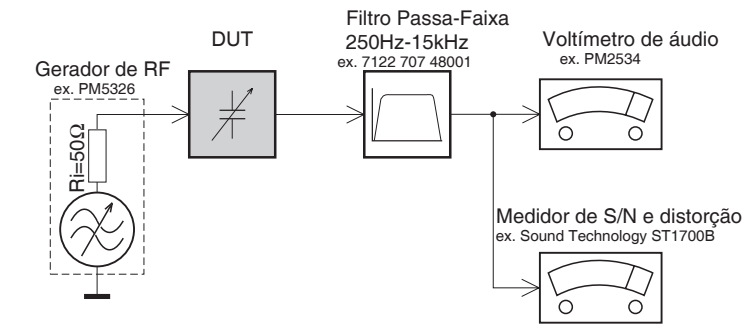 DUT
Filtro Passa-Faixa
250Hz-15kHz
ex. 7122 707 48001
Voltímetro de áudio
ex. PM2534
Gerador de RF
ex. PM5326
Ri=50Ω
Medidor de S/N e distorção
ex. Sound Technology ST1700B